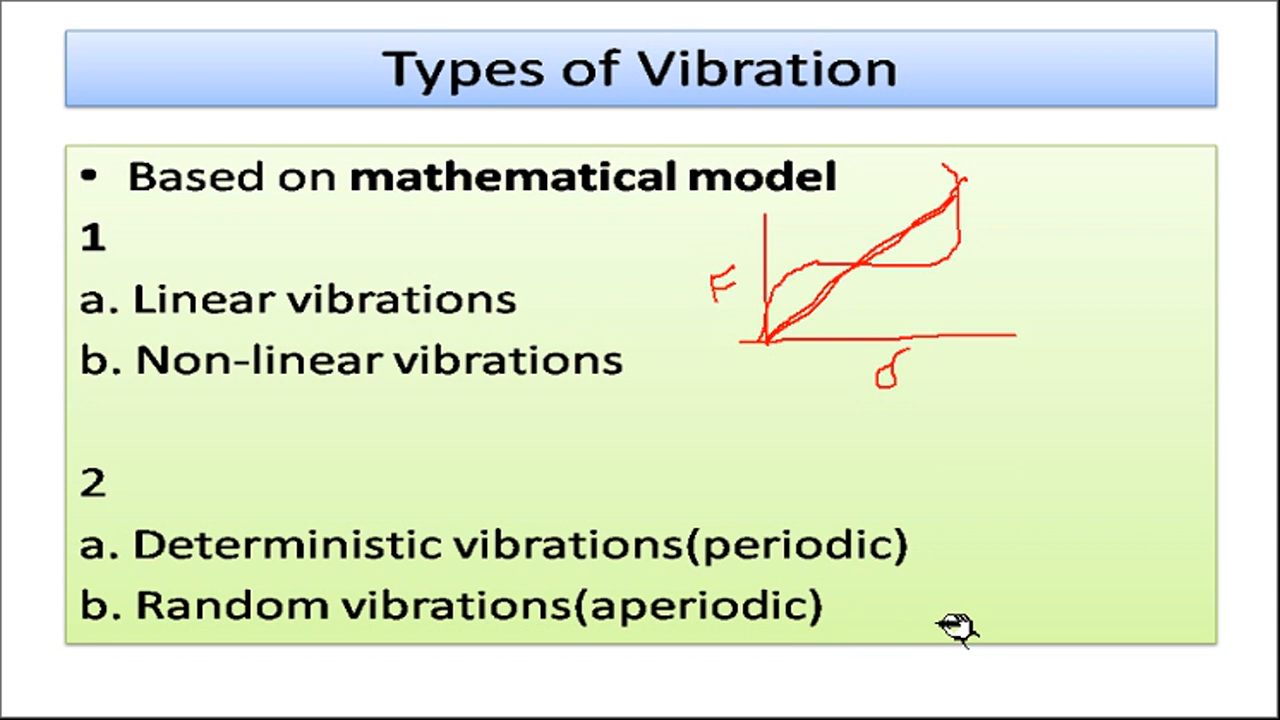 Types of Vibration
• Based on mathematical model
1
a. Linear vibrations
F
b. Non-linear vibrations
2
a. Deterministic vibrations(periodic)
b. Random vibrations(aperiodic)